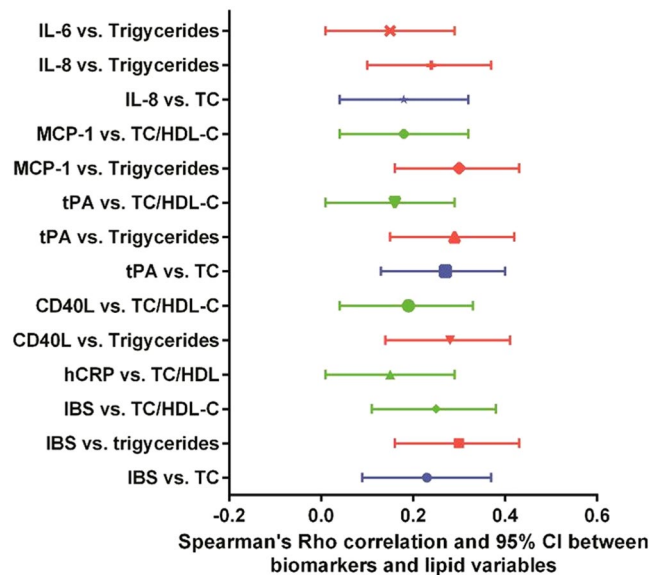 IL-6 vs. Trigycerides
IL-8 vs. Trigycerides
IL-8 vs. TC
MCP-1 vs. TC/HDL-C
MCP-1 vs. Trigycerides
tPA vs. TC/HDL-C
tPA vs. Trigycerides
tPA vs. TC
CD40L vs. TC/HDL-C
CD40L vs. Trigycerides
hCRP vs. TC/HDL
IBS vs. TC/HDL-C
IBS vs. trigycerides
IBS vs. TC
-0.2 0.0 0.2 0.4 0.6
Spearman's Rho correlation and 95% CI between
biomarkers and lipid variables